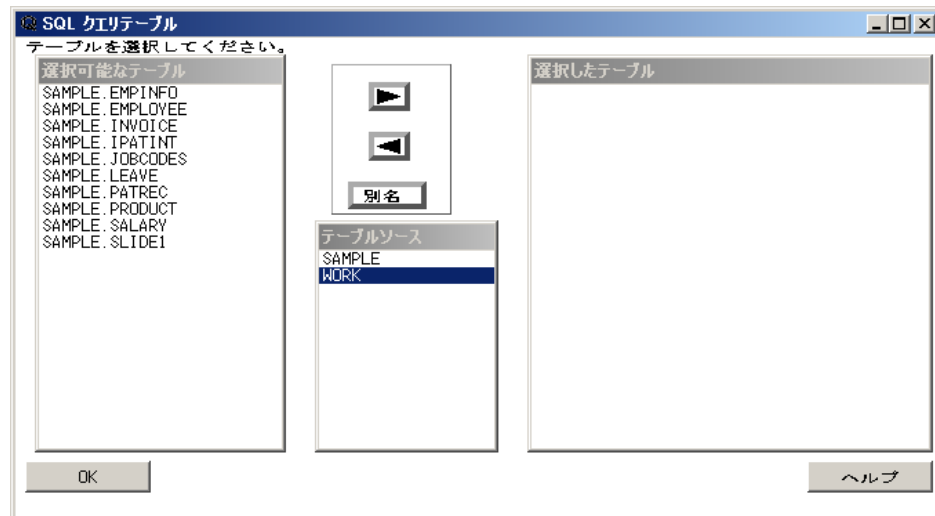 SQL クエリテーブル
テーブルを選択してください。
選択可能なテーブル
SAMPLE.EMPINFO
SAMPLE.EMPLOYEE
SAMPLE.INVOICE
SAMPLE.IPATINT
SAMPLE.JOBCODES
SAMPLE.LEAVE
SAMPLE.PATREC
SAMPLE.PRODUCT
SAMPLE.SALARY
SAMPLE.SLIDE1
別名
テーブルソース
SAMPLE
WORK
選択したテーブル
OK
ヘルプ